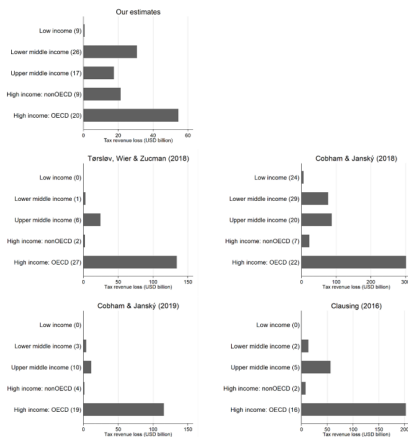 Our estimates
Low income (9)
Lower middle income (26)
Upper middle income (17)
High income: nonOECD (9)
High income: OECD (20)
0 20 40 60
Tax revenue loss (USD billion)
Tørsløv, Wier & Zucman (2018)
Low income (0)
Lower middle income (1)
Upper middle income (6)
High income: nonOECD (2)
High income: OECD (27)
0 50 100 150
Tax revenue loss (USD billion)
Cobham & Janský (2018)
Low income (24)
Lower middle income (29)
Upper middle income (20)
High income: nonOECD (7)
High income: OECD (22)
0 100 200 300
Tax revenue loss (USD billion)
Cobham & Janský (2019)
Low income (0)
Lower middle income (3)
Upper middle income (10)
High income: nonOECD (4)
High income: OECD (19)
0 50 100 150
Tax revenue loss (USD billion)
Clausing (2016)
Low income (0)
Lower middle income (2)
Upper middle income (5)
High income: nonOECD (2)
High income: OECD (16)
0 50 100 150 200
Tax revenue loss (USD billion)